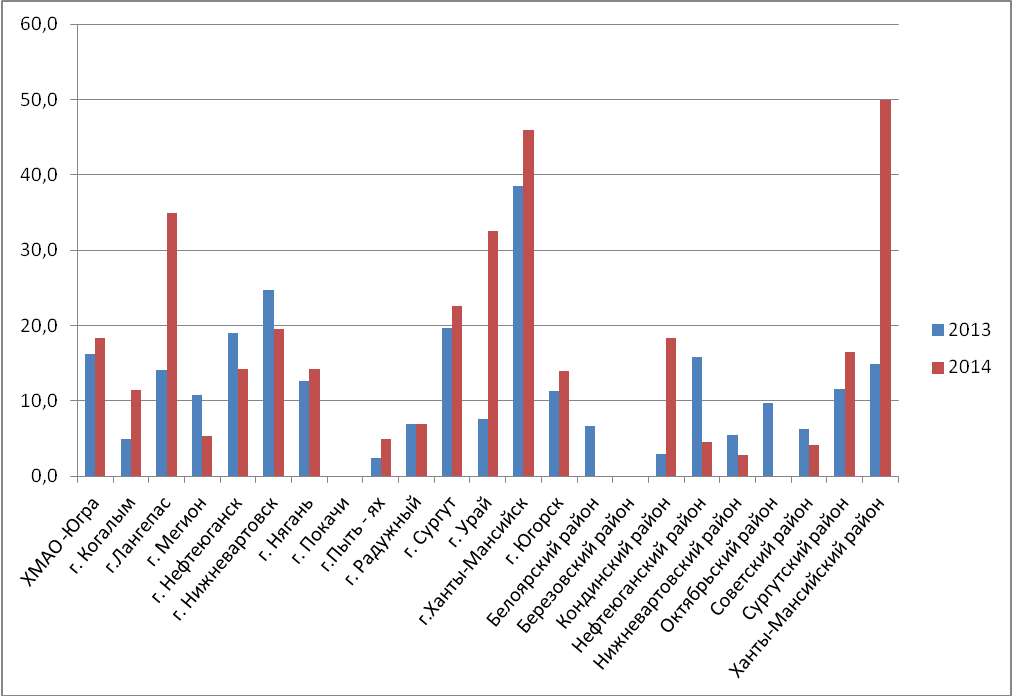 60,0
50,0
40,0
30,0
20,0
10,0
0,0
ХМАО -Югра
г. Когалым
г.Лангепас
г. Мегион
г. Нефтеюганск
г. Нижневартовск
г. Нягань
г. Покачи
г.Пыть - ях
г. Радужный
г. Сургут
г. Урай
г.Ханты-Мансийск
г. Югорск
Белоярский район
Березовский район
Кондинский район
Нефтеюганский район
Нижневартовский район
Октябрьский район
Советский район
Сургутский район
Ханты-Мансийский район
2013
2014